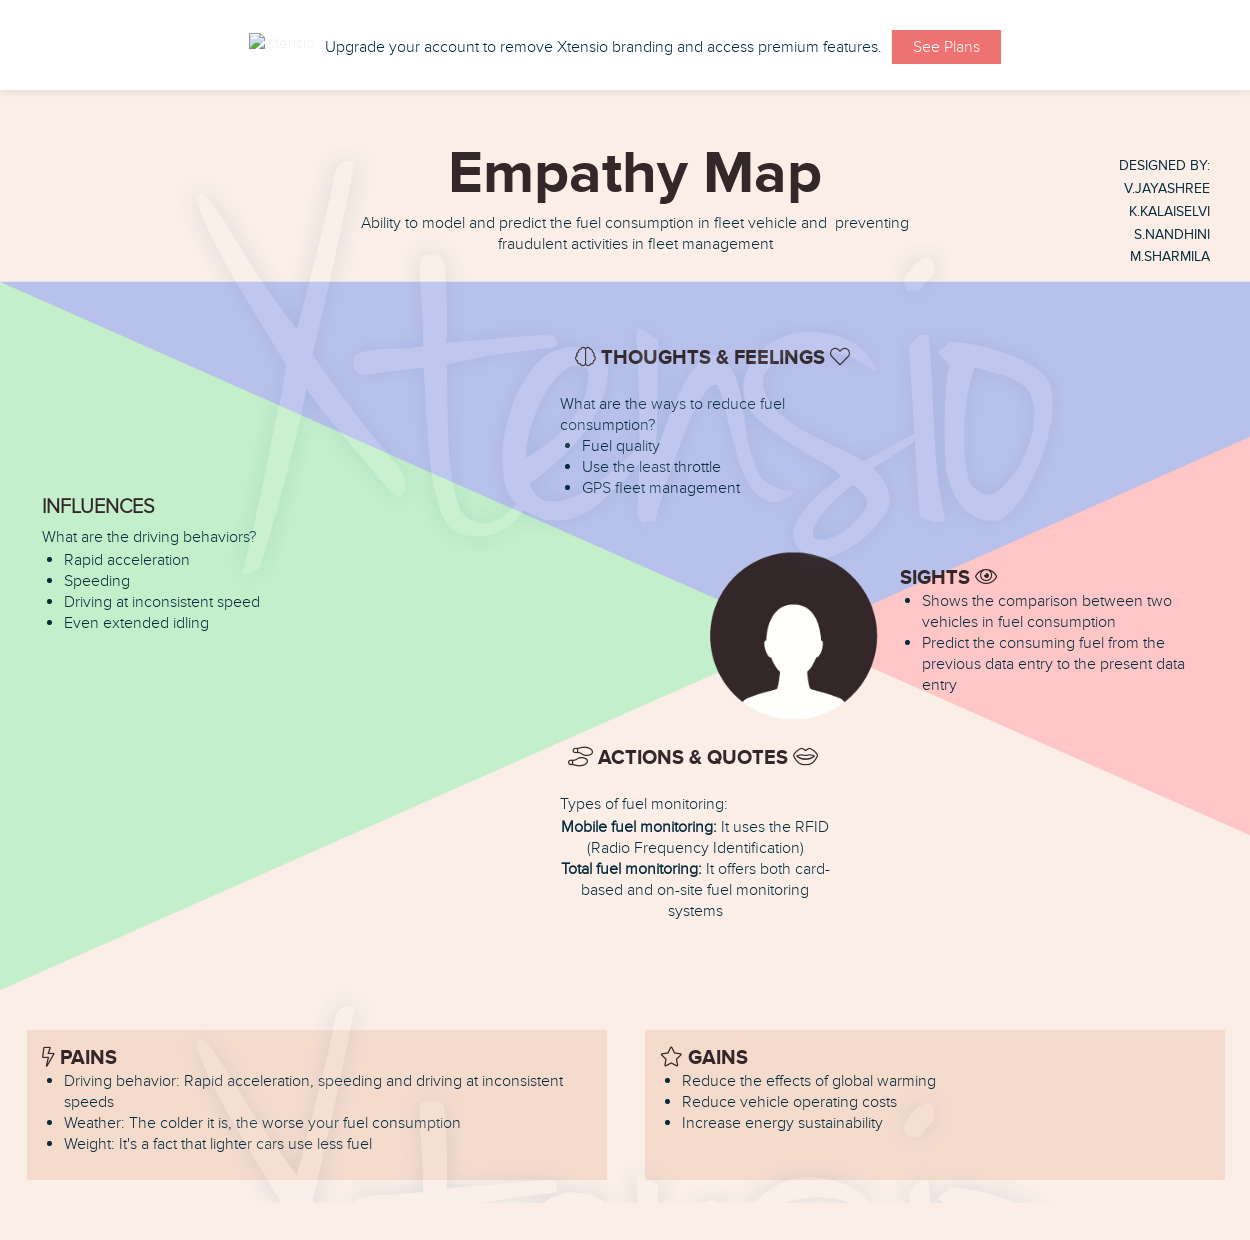 Xtensio
Upgrade your account to remove Xtensio branding and access premium features.
See Plans
Empathy Map
Ability to model and predict the fuel consumption in fleet vehicle and  preventing
fraudulent activities in fleet management
DESIGNED BY:
V.JAYASHREE
K.KALAISELVI
S.NANDHINI
M.SHARMILA
Xtensio
THOUGHTS & FEELINGS
What are the ways to reduce fuel
consumption?
• Fuel quality
• Use the least throttle
• GPS fleet management
INFLUENCES
What are the driving behaviors?
• Rapid acceleration
• Speeding
• Driving at inconsistent speed
• Even extended idling
SIGHTS
• Shows the comparison between two
vehicles in fuel consumption
• Predict the consuming fuel from the
previous data entry to the present data
entry
ACTIONS & QUOTES
Types of fuel monitoring:
Mobile fuel monitoring: It uses the RFID
(Radio Frequency Identification)
Total fuel monitoring: It offers both card-
based and on-site fuel monitoring
systems
PAINS
• Driving behavior: Rapid acceleration, speeding and driving at inconsistent
speeds
• Weather: The colder it is, the worse your fuel consumption
• Weight: It's a fact that lighter cars use less fuel
GAINS
• Reduce the effects of global warming
• Reduce vehicle operating costs
• Increase energy sustainability
Xtensio